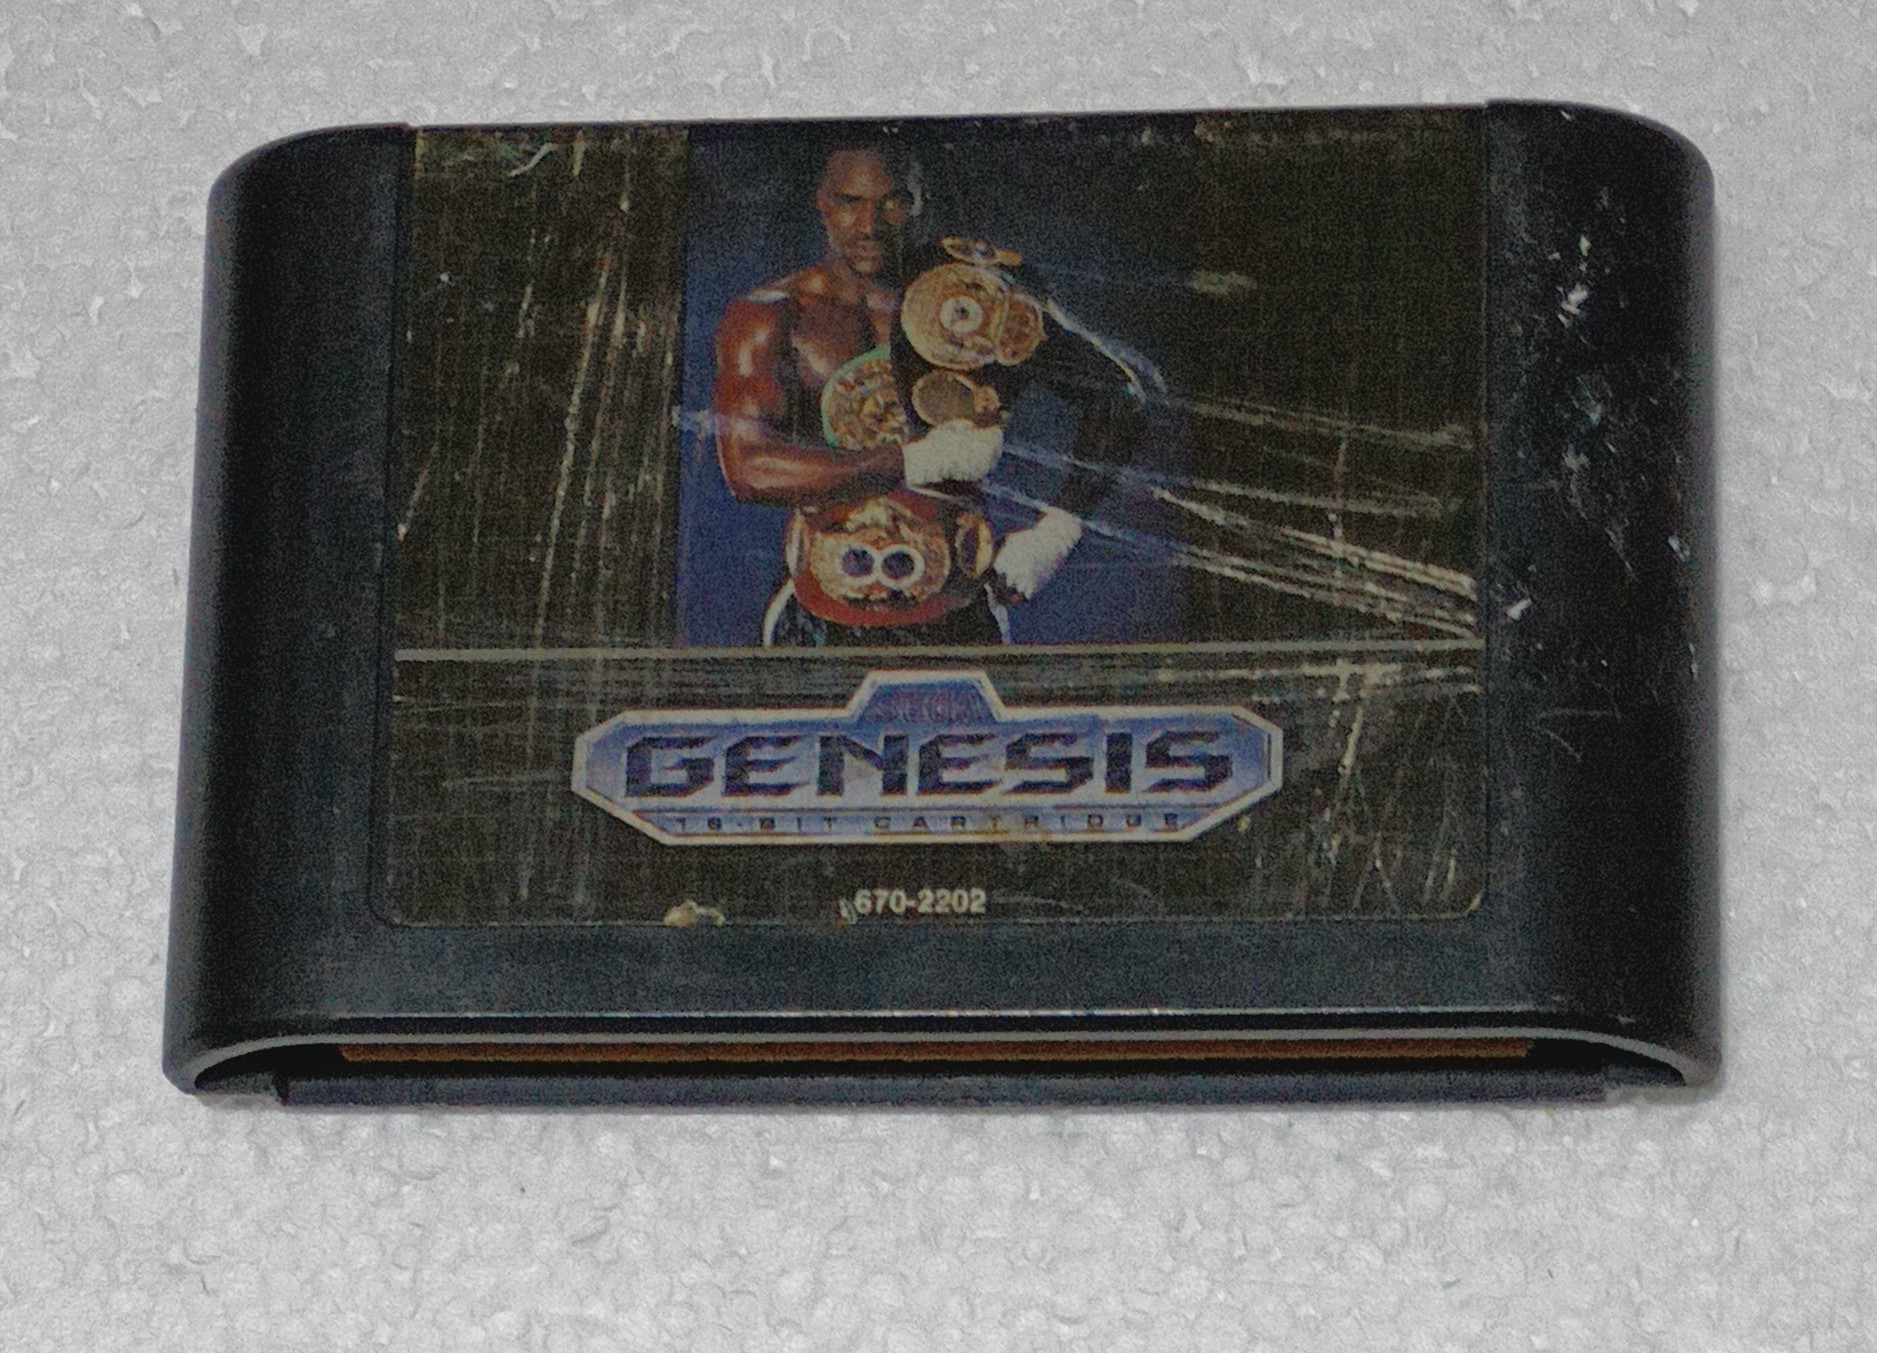 SEGA
GENESIS
16-BIT CARTRIDGE
670-2202